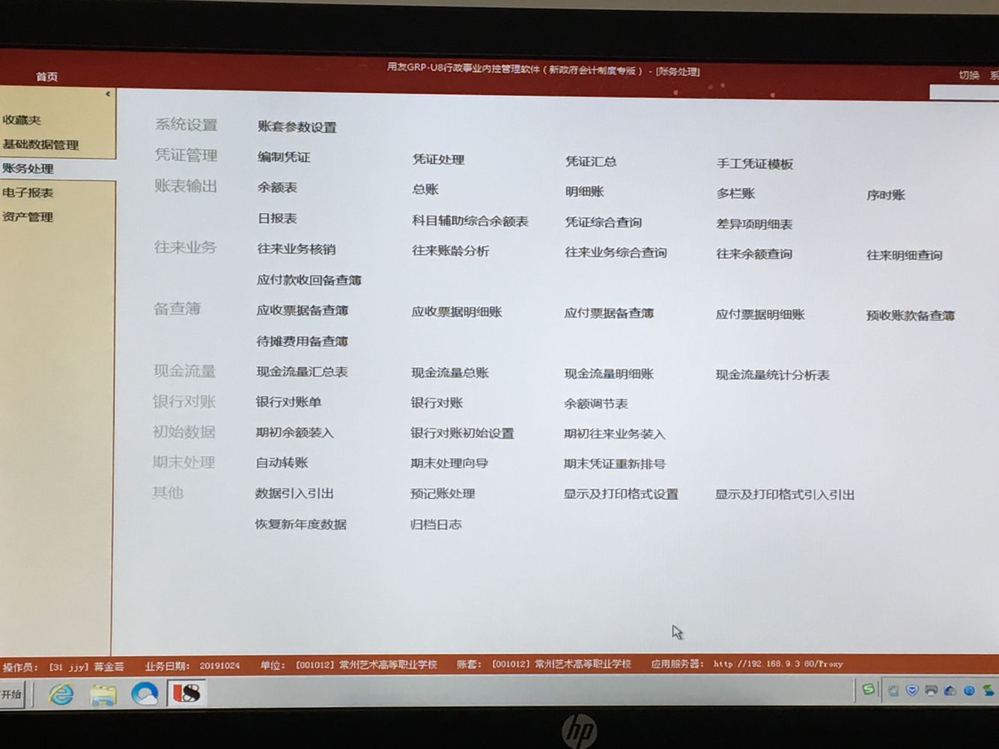 用友GRP-U8行政事业内控管理软件（新政府会计制度专版） - [账务处理]
首页
切换
收藏夹
基础数据管理
账务处理
电子报表
资产管理
系统设置 账套参数设置
凭证管理 编制凭证 凭证处理 凭证汇总 手工凭证模板
账表输出 余额表 总账 明细账 多栏账 序时账
日报表 科目辅助综合余额表 凭证综合查询 差异项明细表
往来业务 往来业务核销 往来账龄分析 往来业务综合查询 往来余额查询 往来明细查询
应付款收回备查簿
备查簿 应收票据备查簿 应收票据明细账 应付票据备查簿 应付票据明细账 预收账款备查簿
待摊费用备查簿
现金流量 现金流量汇总表 现金流量总账 现金流量明细账 现金流量统计分析表
银行对账 银行对账单 银行对账 余额调节表
初始数据 期初余额装入 银行对账初始设置 期初往来业务装入
期末处理 自动转账 期末处理向导 期末凭证重新排号
其他 数据引入引出 预记账处理 显示及打印格式设置 显示及打印格式引入引出
恢复新年度数据 归档日志
操作员： [31 jjy] 蒋金芸 业务日期： 20191024 单位： [001012] 常州艺术高等职业学校 账套： [001012] 常州艺术高等职业学校 应用服务器： http://192.168.9.3:80/Proxy
开始
hp